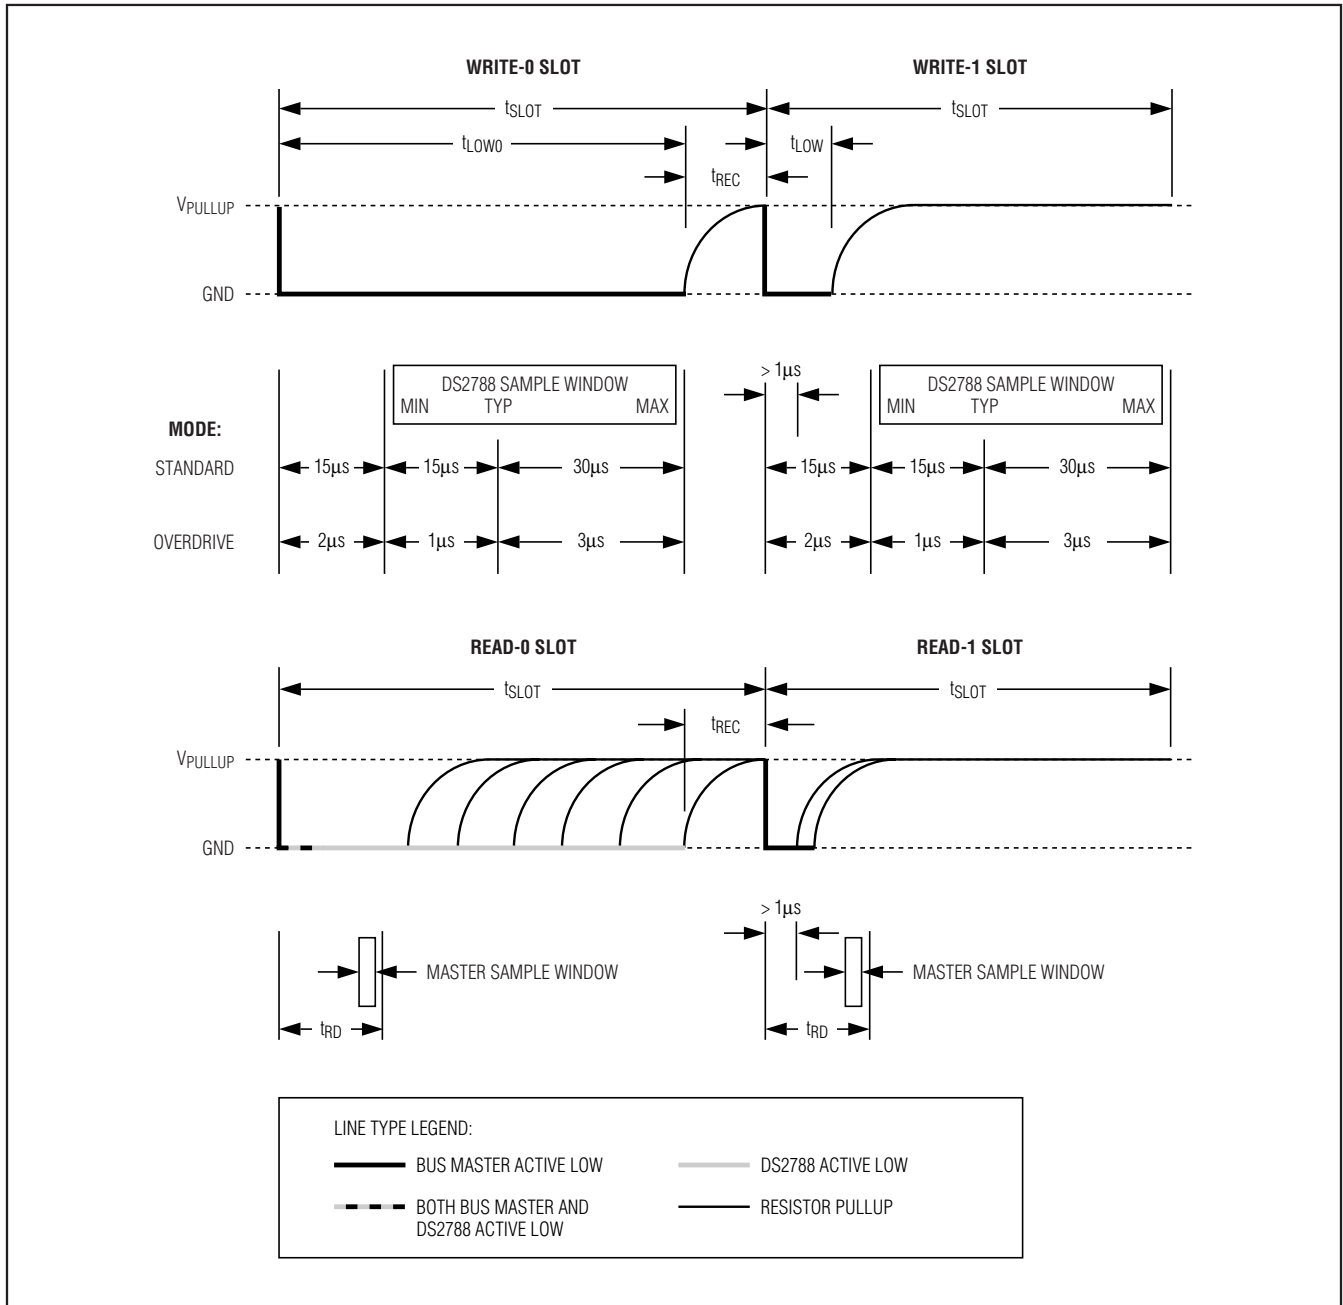 WRITE-0 SLOT WRITE-1 SLOT
tSLOT tSLOT
tLOW0 tLOW
tREC
VPULLUP
GND
> 1μs
DS2788 SAMPLE WINDOW DS2788 SAMPLE WINDOW
MIN TYP MAX MIN TYP MAX
MODE:
STANDARD 15μs 15μs 30μs 15μs 15μs 30μs
OVERDRIVE 2μs 1μs 3μs 2μs 1μs 3μs
READ-0 SLOT READ-1 SLOT
tSLOT tSLOT
tREC
VPULLUP
GND
> 1μs
MASTER SAMPLE WINDOW MASTER SAMPLE WINDOW
tRD tRD
LINE TYPE LEGEND:
BUS MASTER ACTIVE LOW DS2788 ACTIVE LOW
BOTH BUS MASTER AND RESISTOR PULLUP
DS2788 ACTIVE LOW